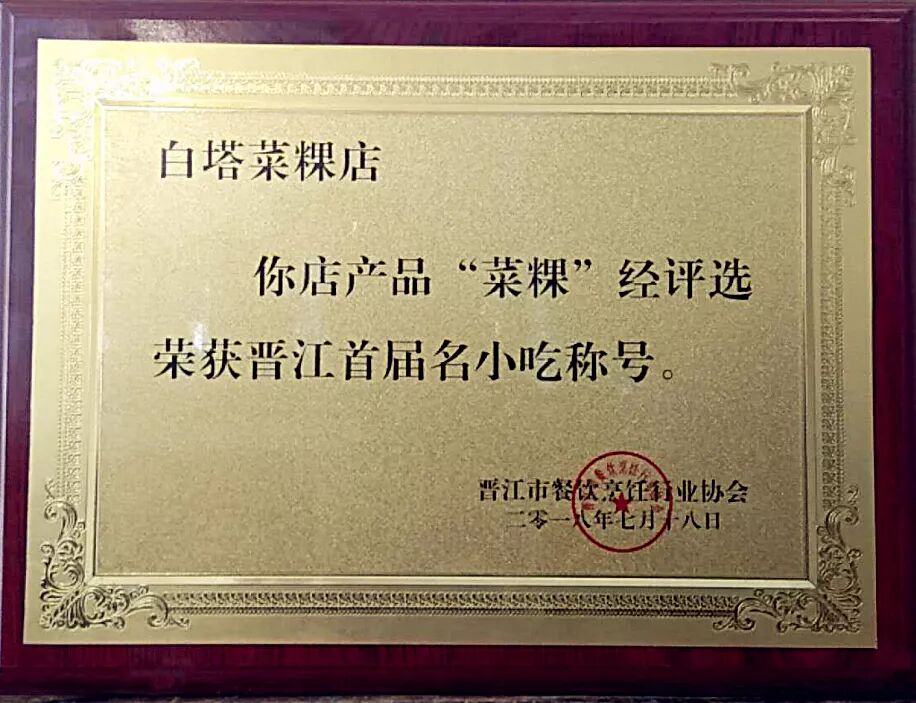 白塔菜粿店
你店产品“菜粿”经评选
荣获晋江首届名小吃称号。
晋江市餐饮烹饪行业协会
二零一八年七月十八日